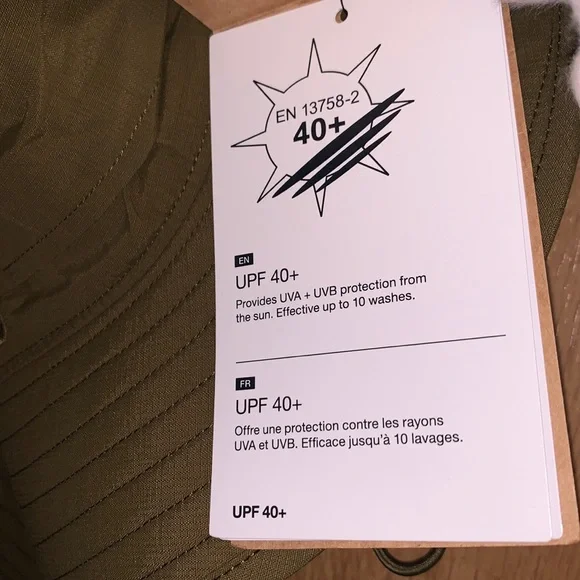 EN 13758-2
40+
EN
UPF 40+
Provides UVA + UVB protection from
the sun. Effective up to 10 washes.
FR
UPF 40+
Offre une protection contre les rayons
UVA et UVB. Efficace jusqu'à 10 lavages.
UPF 40+